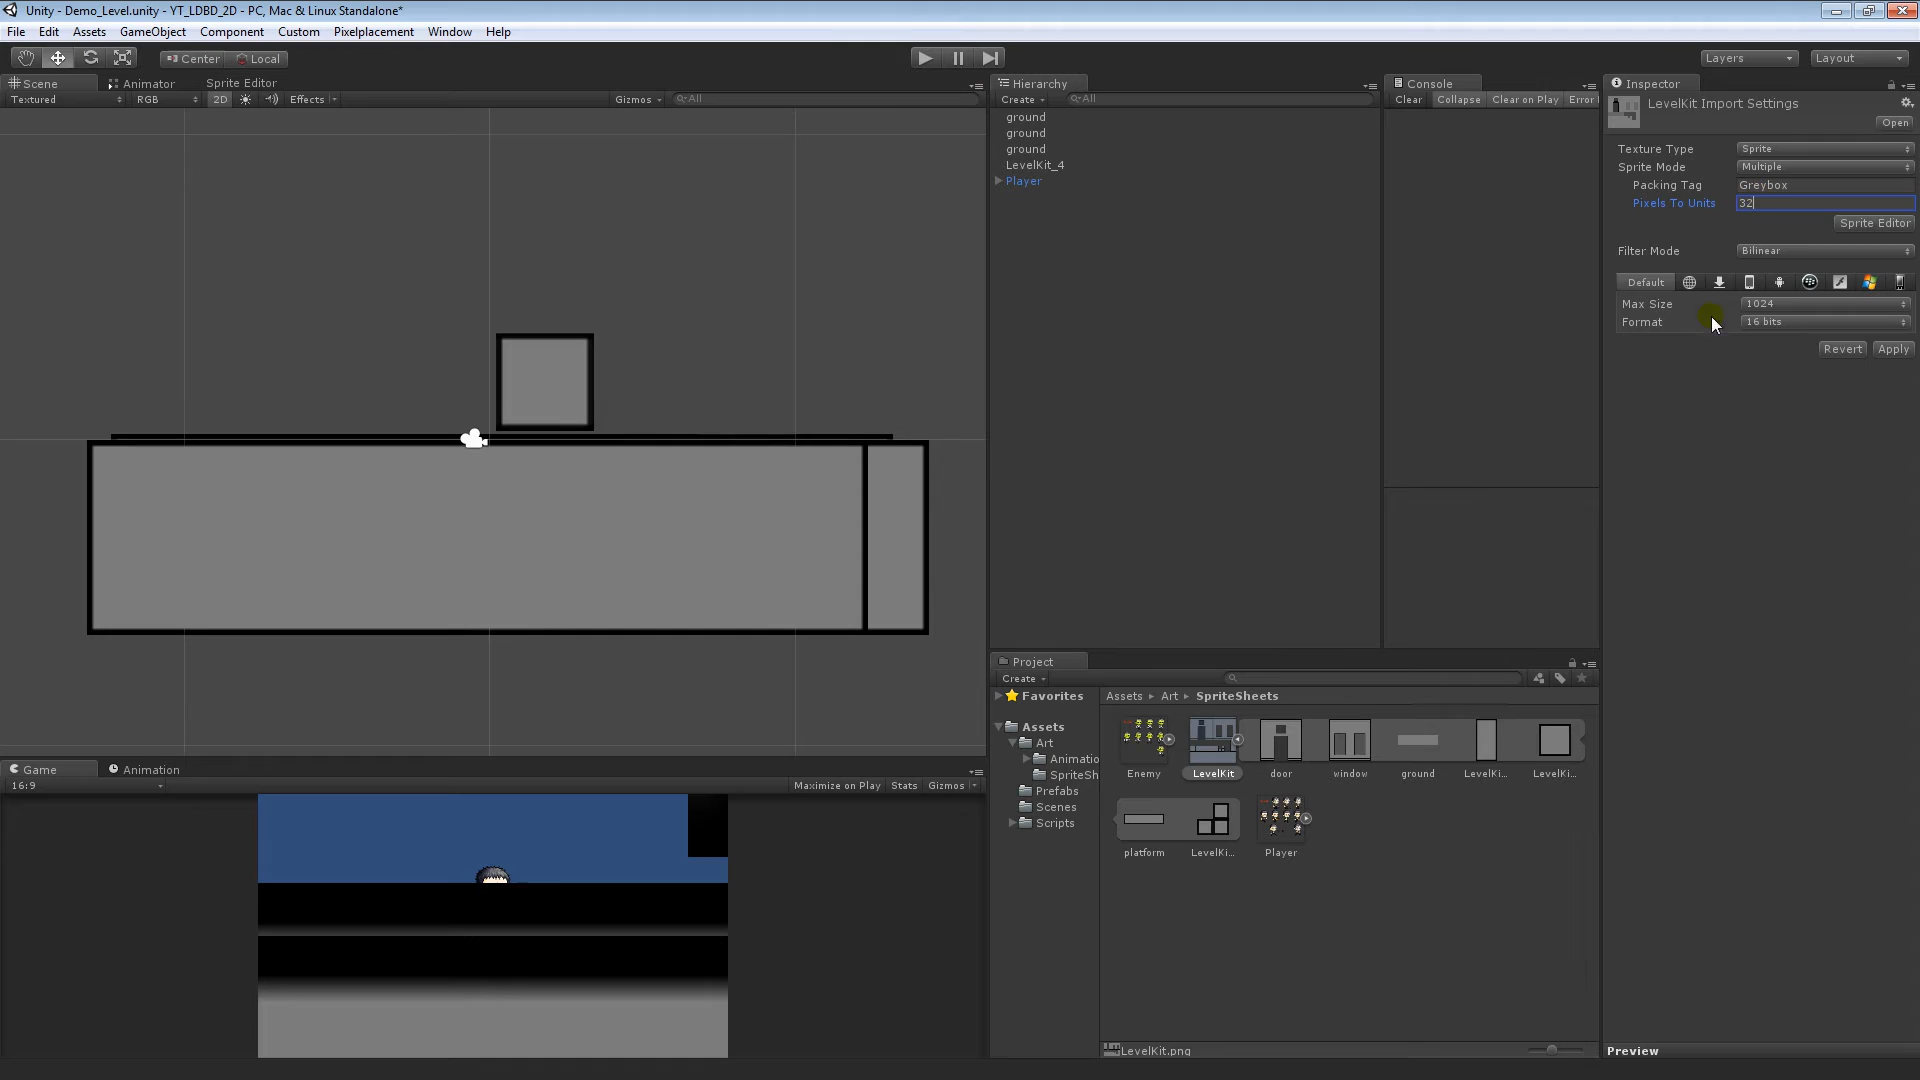 Unity - Demo_Level.unity - YT_LDBD_2D - PC, Mac & Linux Standalone*
File Edit Assets GameObject Component Custom Pixelplacement Window Help
Center Local
Layers Layout
Scene Animator Sprite Editor
Textured RGB 2D Effects Gizmos All
Hierarchy
Create All
ground
ground
ground
LevelKit_4
Player
Console
Clear Collapse Clear on Play Error
Inspector
LevelKit Import Settings
Open
Texture Type Sprite
Sprite Mode Multiple
Packing Tag Greybox
Pixels To Units 32
Sprite Editor
Filter Mode Bilinear
Default
Max Size 1024
Format 16 bits
Revert Apply
Project
Create
Favorites
Assets
Art
Animatio
SpriteSh
Prefabs
Scenes
Scripts
Assets Art SpriteSheets
Enemy LevelKit door window ground LevelKi... LevelKi...
platform LevelKi... Player
LevelKit.png
Game Animation
16:9 Maximize on Play Stats Gizmos
Preview